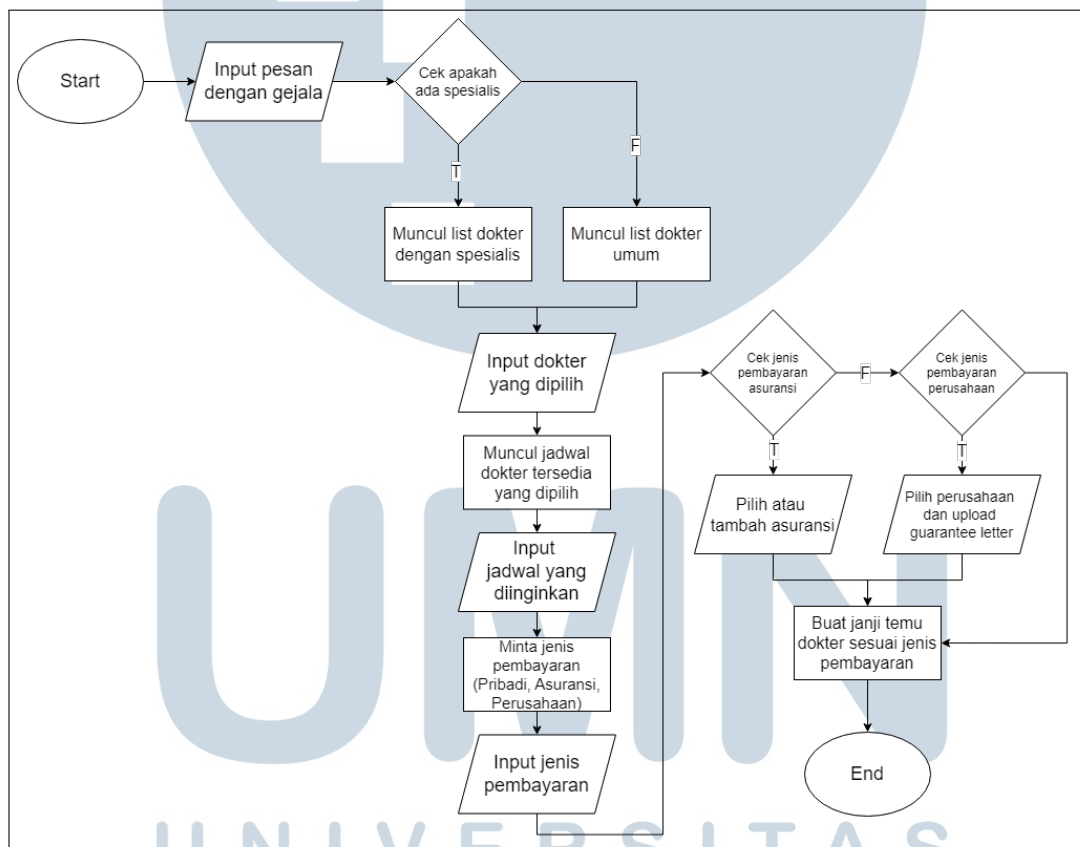 Start
Input pesan
dengan gejala
Cek apakah
ada spesialis
T
F
Muncul list dokter
dengan spesialis
Muncul list dokter
umum
Input dokter
yang dipilih
Muncul jadwal
dokter tersedia
yang dipilih
Input
jadwal yang
diinginkan
Minta jenis
pembayaran
(Pribadi, Asuransi,
Perusahaan)
Input jenis
pembayaran
Cek jenis
pembayaran
asuransi
F
Cek jenis
pembayaran
perusahaan
T
T
Pilih atau
tambah asuransi
Pilih perusahaan
dan upload
guarantee letter
Buat janji temu
dokter sesuai jenis
pembayaran
End
UMN
UNIVERSITAS